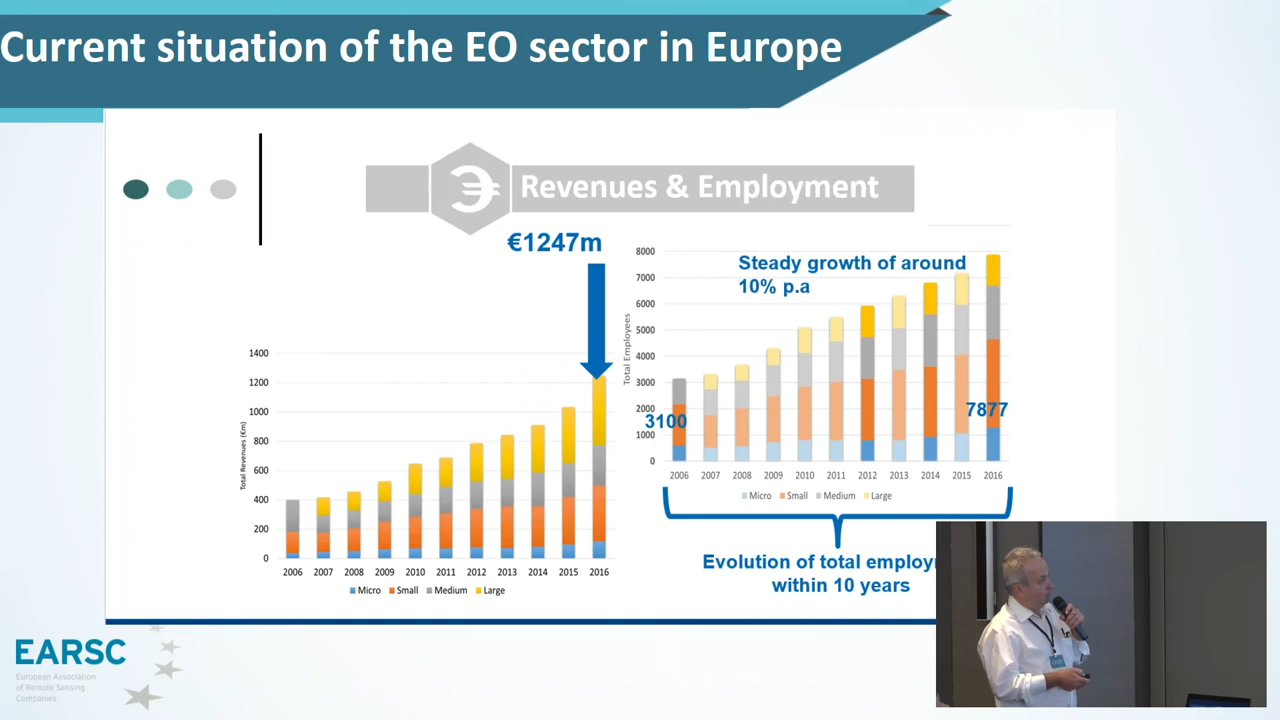 Current situation of the EO sector in Europe
Revenues & Employment
€1247m
1400
1200
1000
800
600
400
200
0
Total Revenues (€m)
2006 2007 2008 2009 2010 2011 2012 2013 2014 2015 2016
Micro Small Medium Large
Steady growth of around
10% p.a
8000
7000
6000
5000
4000
3000
2000
1000
0
Total Employees
3100
7877
2006 2007 2008 2009 2010 2011 2012 2013 2014 2015 2016
Micro Small Medium Large
Evolution of total employ
within 10 years
EARSC
European Association
of Remote Sensing
Companies